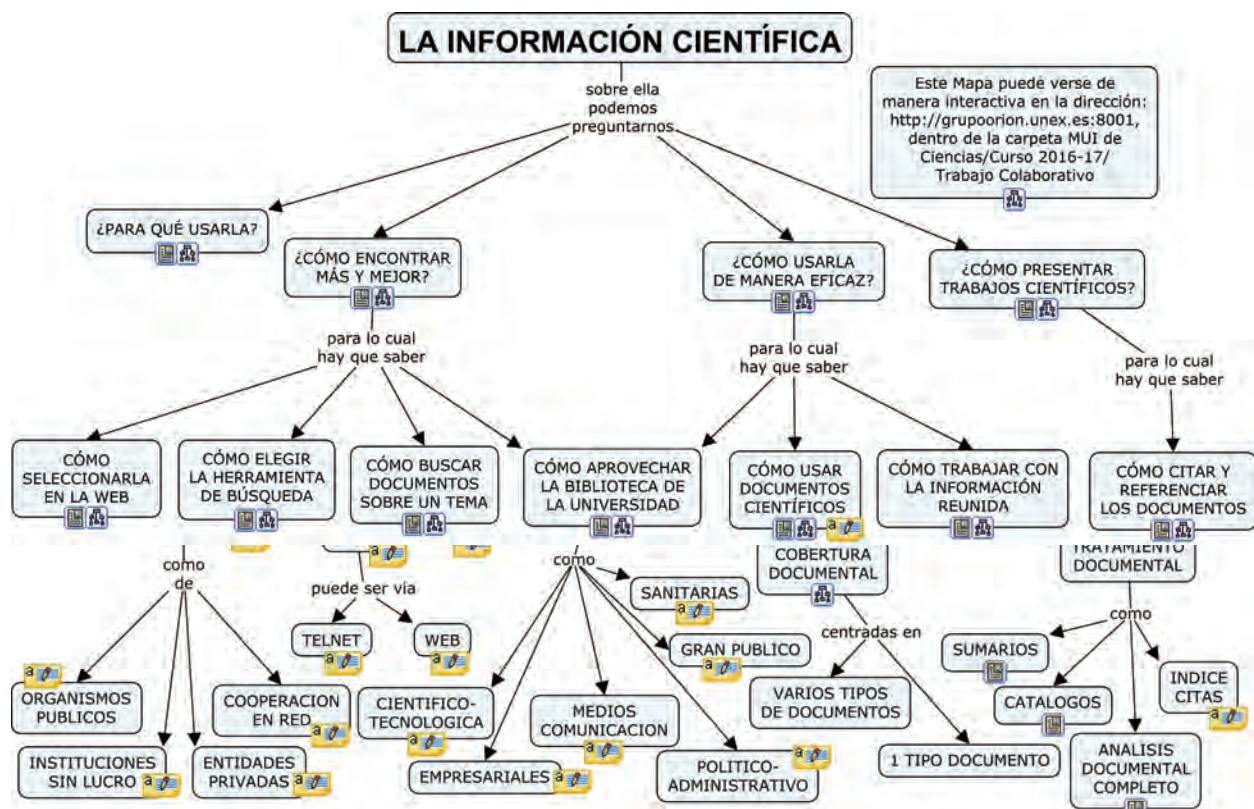 LA INFORMACIÓN CIENTÍFICA
sobre ella
podemos
preguntarnos
Este Mapa puede verse de
manera interactiva en la dirección:
http://grupoorion.unex.es:8001,
dentro de la carpeta MUI de
Ciencias/Curso 2016-17/
Trabajo Colaborativo
¿PARA QUÉ USARLA?
¿CÓMO ENCONTRAR
MÁS Y MEJOR?
¿CÓMO USARLA
DE MANERA EFICAZ?
¿CÓMO PRESENTAR
TRABAJOS CIENTÍFICOS?
para lo cual
hay que saber
para lo cual
hay que saber
para lo cual
hay que saber
CÓMO
SELECCIONARLA
EN LA WEB
CÓMO ELEGIR
LA HERRAMIENTA
DE BÚSQUEDA
CÓMO BUSCAR
DOCUMENTOS
SOBRE UN TEMA
CÓMO APROVECHAR
LA BIBLIOTECA DE
LA UNIVERSIDAD
CÓMO USAR
DOCUMENTOS
CIENTÍFICOS
CÓMO TRABAJAR CON
LA INFORMACIÓN
REUNIDA
CÓMO CITAR Y
REFERENCIAR
LOS DOCUMENTOS
como
de
puede ser vía
como
COBERTURA
DOCUMENTAL
TRATAMIENTO
DOCUMENTAL
SANITARIAS
TELNET
WEB
GRAN PUBLICO
centradas en
como
SUMARIOS
ORGANISMOS
PUBLICOS
COOPERACION
EN RED
CIENTIFICO-
TECNOLOGICA
MEDIOS
COMUNICACION
VARIOS TIPOS
DE DOCUMENTOS
CATALOGOS
INDICE
CITAS
INSTITUCIONES
SIN LUCRO
ENTIDADES
PRIVADAS
EMPRESARIALES
POLITICO-
ADMINISTRATIVO
1 TIPO DOCUMENTO
ANALISIS
DOCUMENTAL
COMPLETO